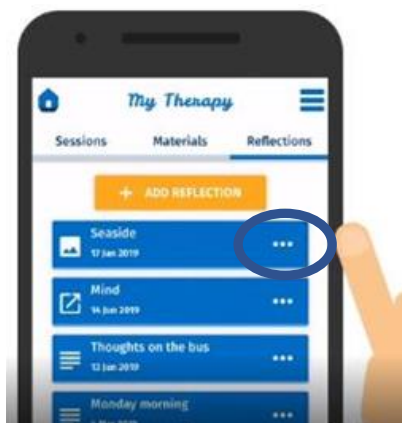 My Therapy
Sessions Materials Reflections
+ ADD REFLECTION
Seaside
17 Jan 2019
Mind
14 Jan 2019
Thoughts on the bus
12 Jan 2019
Monday morning